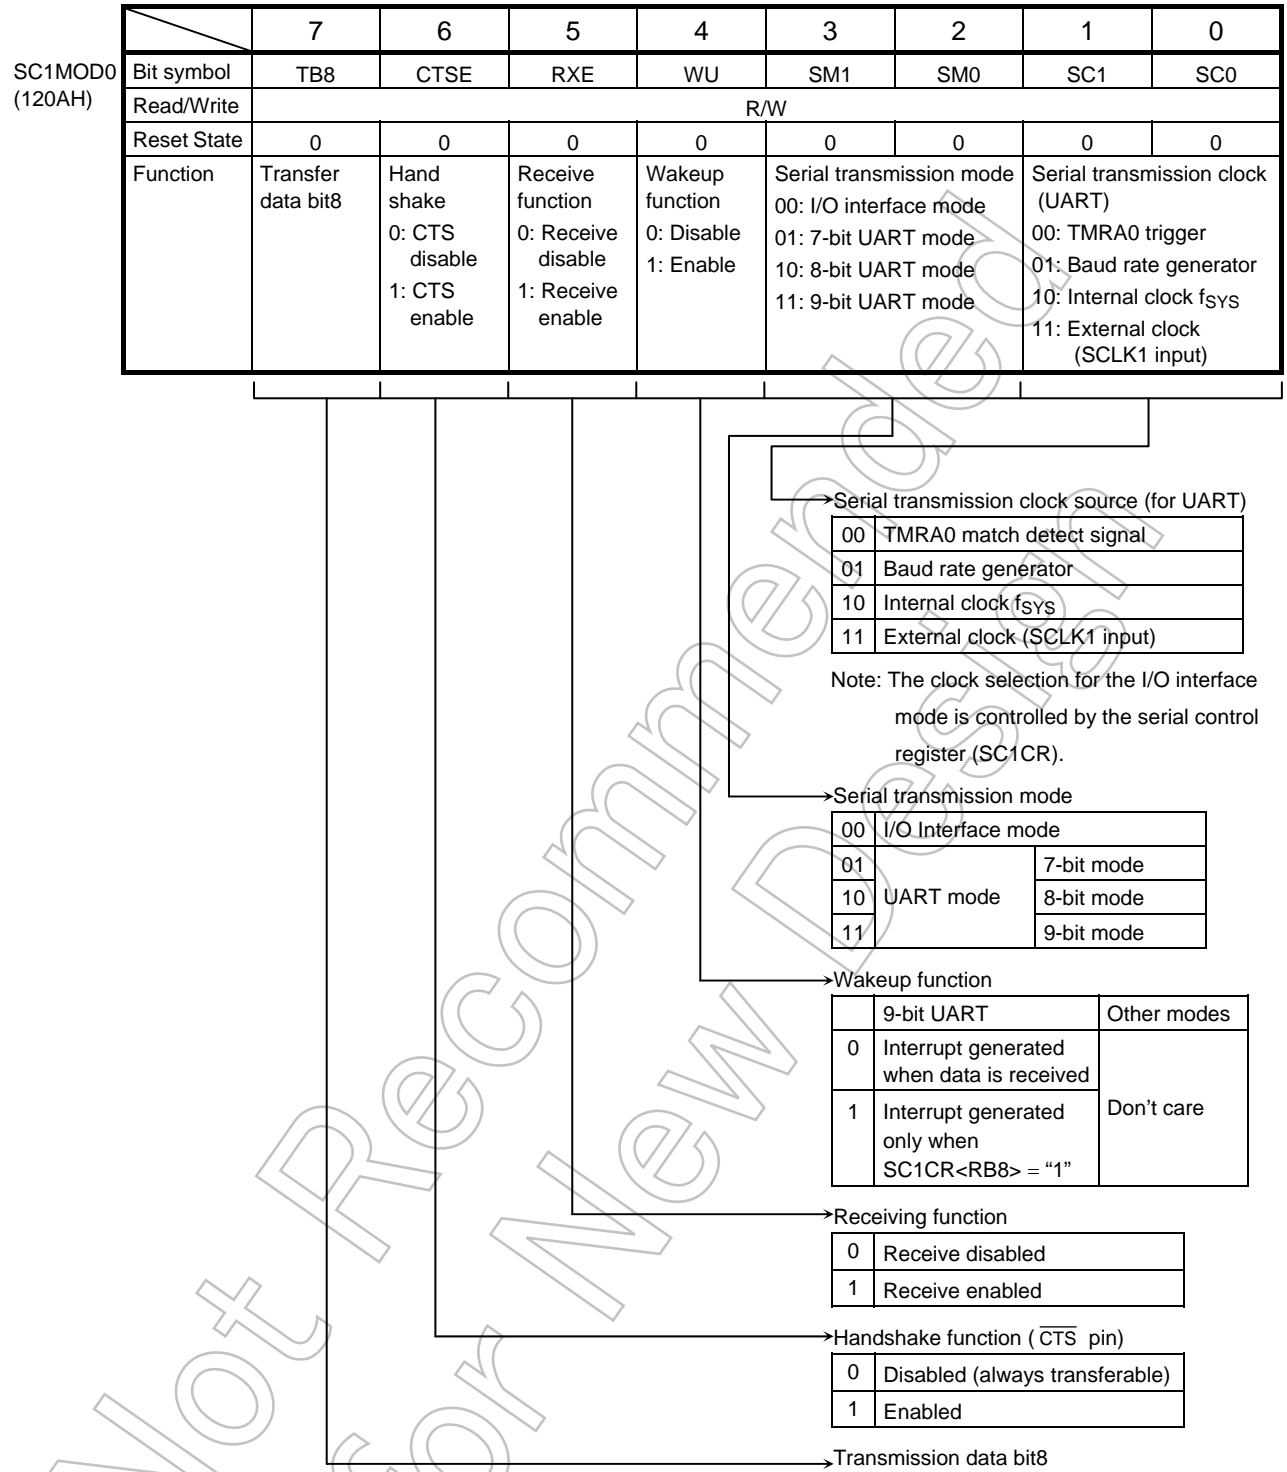 7 6 5 4 3 2 1 0
SC1MOD0
(120AH)
Bit symbol TB8 CTSE RXE WU SM1 SM0 SC1 SC0
Read/Write R/W
Reset State 0 0 0 0 0 0 0 0
Function
Transfer
data bit8
Hand
shake
0: CTS
disable
1: CTS
enable
Receive
function
0: Receive
disable
1: Receive
enable
Wakeup
function
0: Disable
1: Enable
Serial transmission mode
00: I/O interface mode
01: 7-bit UART mode
10: 8-bit UART mode
11: 9-bit UART mode
Serial transmission clock
(UART)
00: TMRA0 trigger
01: Baud rate generator
10: Internal clock fSYS
11: External clock
(SCLK1 input)
Serial transmission clock source (for UART)
00 TMRA0 match detect signal
01 Baud rate generator
10 Internal clock fSYS
11 External clock (SCLK1 input)
Note: The clock selection for the I/O interface
mode is controlled by the serial control
register (SC1CR).
Serial transmission mode
00 I/O Interface mode
01 7-bit mode
10 UART mode 8-bit mode
11 9-bit mode
Wakeup function
9-bit UART Other modes
0 Interrupt generated
when data is received
1 Interrupt generated
only when
SC1CR<RB8> = “1”
Don’t care
Receiving function
0 Receive disabled
1 Receive enabled
Handshake function ( CTS pin)
0 Disabled (always transferable)
1 Enabled
Transmission data bit8
Not Recommended
for New Design